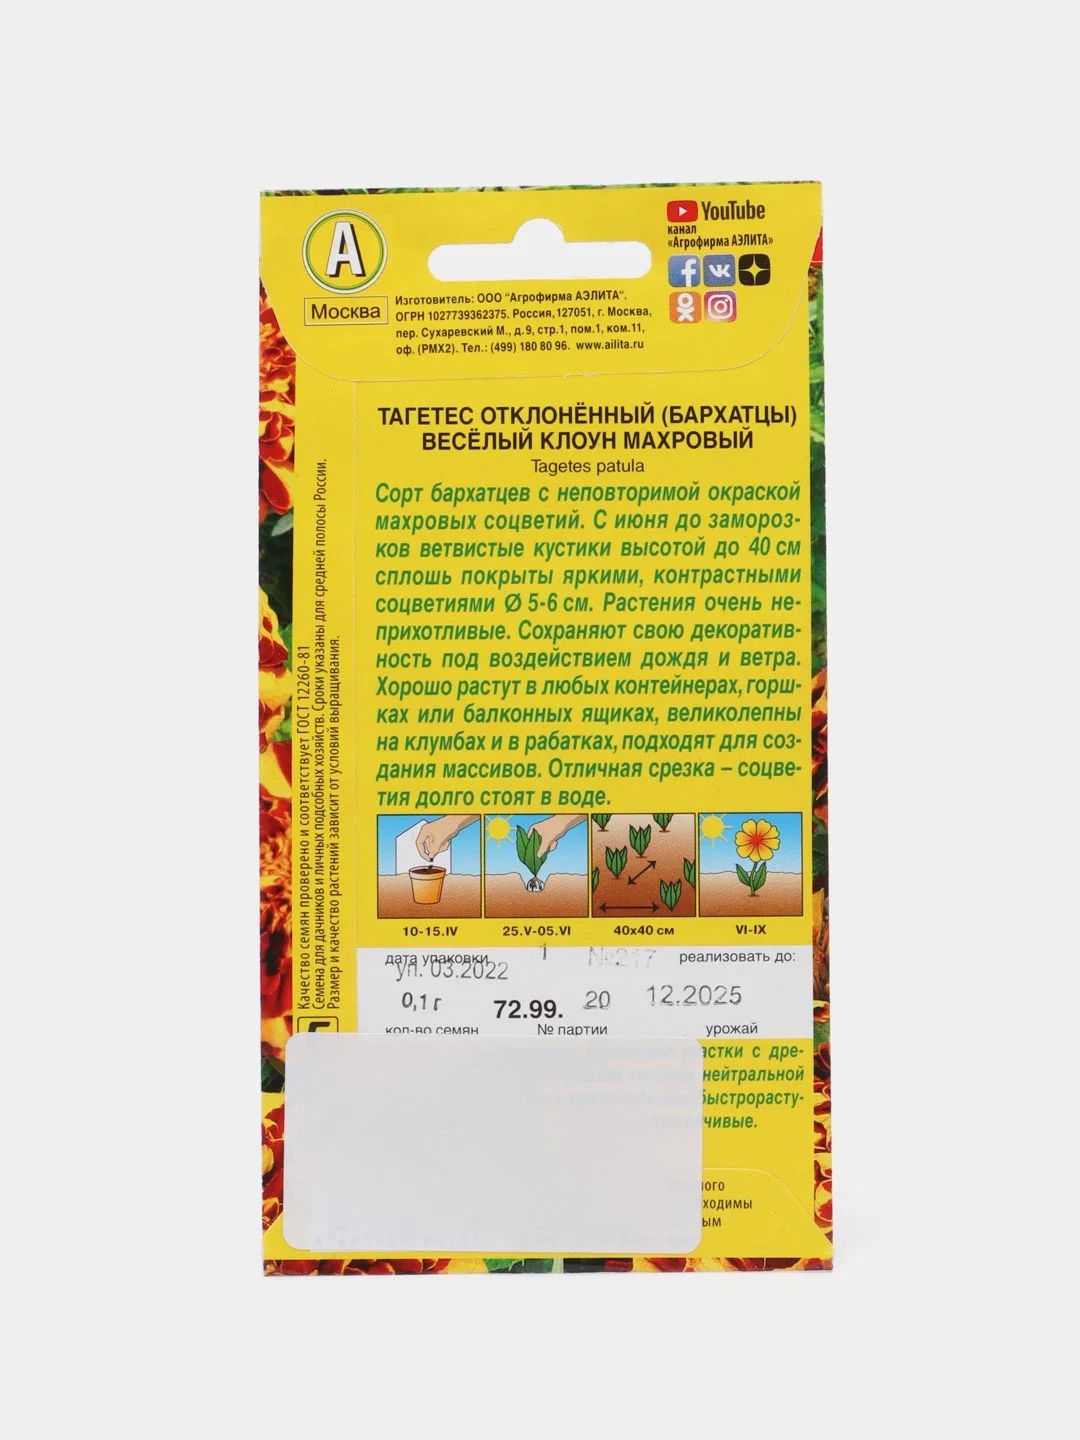 YouTube
канал
«Агрофирма АЭЛИТА»
А
Москва
Изготовитель: ООО "Агрофирма АЭЛИТА".
ОГРН 1027739362375. Россия, 127051, г. Москва,
пер. Сухаревский М., д.9, стр.1, пом.1, ком.11,
оф. (РМХ2). Тел.: (499) 180 80 96. www.ailita.ru
ТАГЕТЕС ОТКЛОНЁННЫЙ (БАРХАТЦЫ)
ВЕСЁЛЫЙ КЛОУН МАХРОВЫЙ
Tagetes patula
Сорт бархатцев с неповторимой окраской
махровых соцветий. С июня до замороз-
ков ветвистые кустики высотой до 40 см
сплошь покрыты яркими, контрастными
соцветиями Ø 5-6 см. Растения очень не-
прихотливые. Сохраняют свою декоратив-
ность под воздействием дождя и ветра.
Хорошо растут в любых контейнерах, горш-
ках или балконных ящиках, великолепны
на клумбах и в рабатках, подходят для соз-
дания массивов. Отличная срезка – соцве-
тия долго стоят в воде.
10-15.IV 25.V-05.VI 40х40 см VI-IX
дата упаковки 1 №217 реализовать до:
уп. 03.2022
0,1 г 72.99. 20 12.2025
кол-во семян № партии урожай
участки с дре-
нейтральной
быстрорасту-
чивые.
ного
ходимы
ым
Качество семян проверено и соответствует ГОСТ 12260-81
Семена для дачников и личных подсобных хозяйств. Сроки указаны для средней полосы России.
Размер и качество растений зависит от условий выращивания.